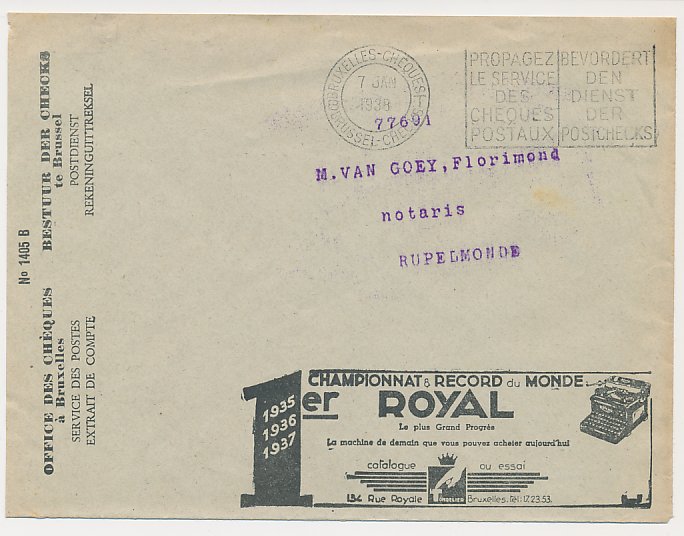 BRUXELLES-CHEQUES
7 JAN
1938
BRUSSEL-CHECKS
PROPAGEZ
LE SERVICE
DES
CHEQUES
POSTAUX
BEVORDERT
DEN
DIENST
DER
POSTCHECKS
77691
M.VAN GOEY,Florimond
notaris
RUPELMONDE
No 1405 B
OFFICE DES CHÈQUES
à Bruxelles
SERVICE DES POSTES
EXTRAIT DE COMPTE
BESTUUR DER CHECKS
te Brussel
POSTDIENST
REKENINGUITTREKSEL
1er
1935
1936
1937
CHAMPIONNAT & RECORD du MONDE
ROYAL
Le plus Grand Progrès
La machine de demain que vous pouvez acheter aujourd'hui
catalogue ou essai
134 Rue Royale Bruxelles. Tél: 17.23.53.
TONDELIER